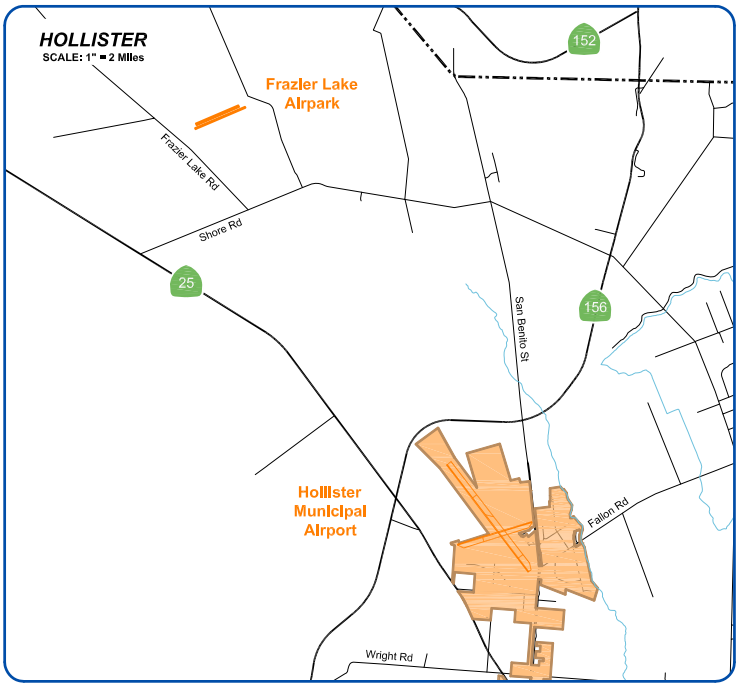 HOLLISTER
SCALE: 1" = 2 Miles
152
Frazier Lake
Airpark
Frazier Lake Rd
Shore Rd
25
156
San Benito St
Hollister
Municipal
Airport
Fallon Rd
Wright Rd